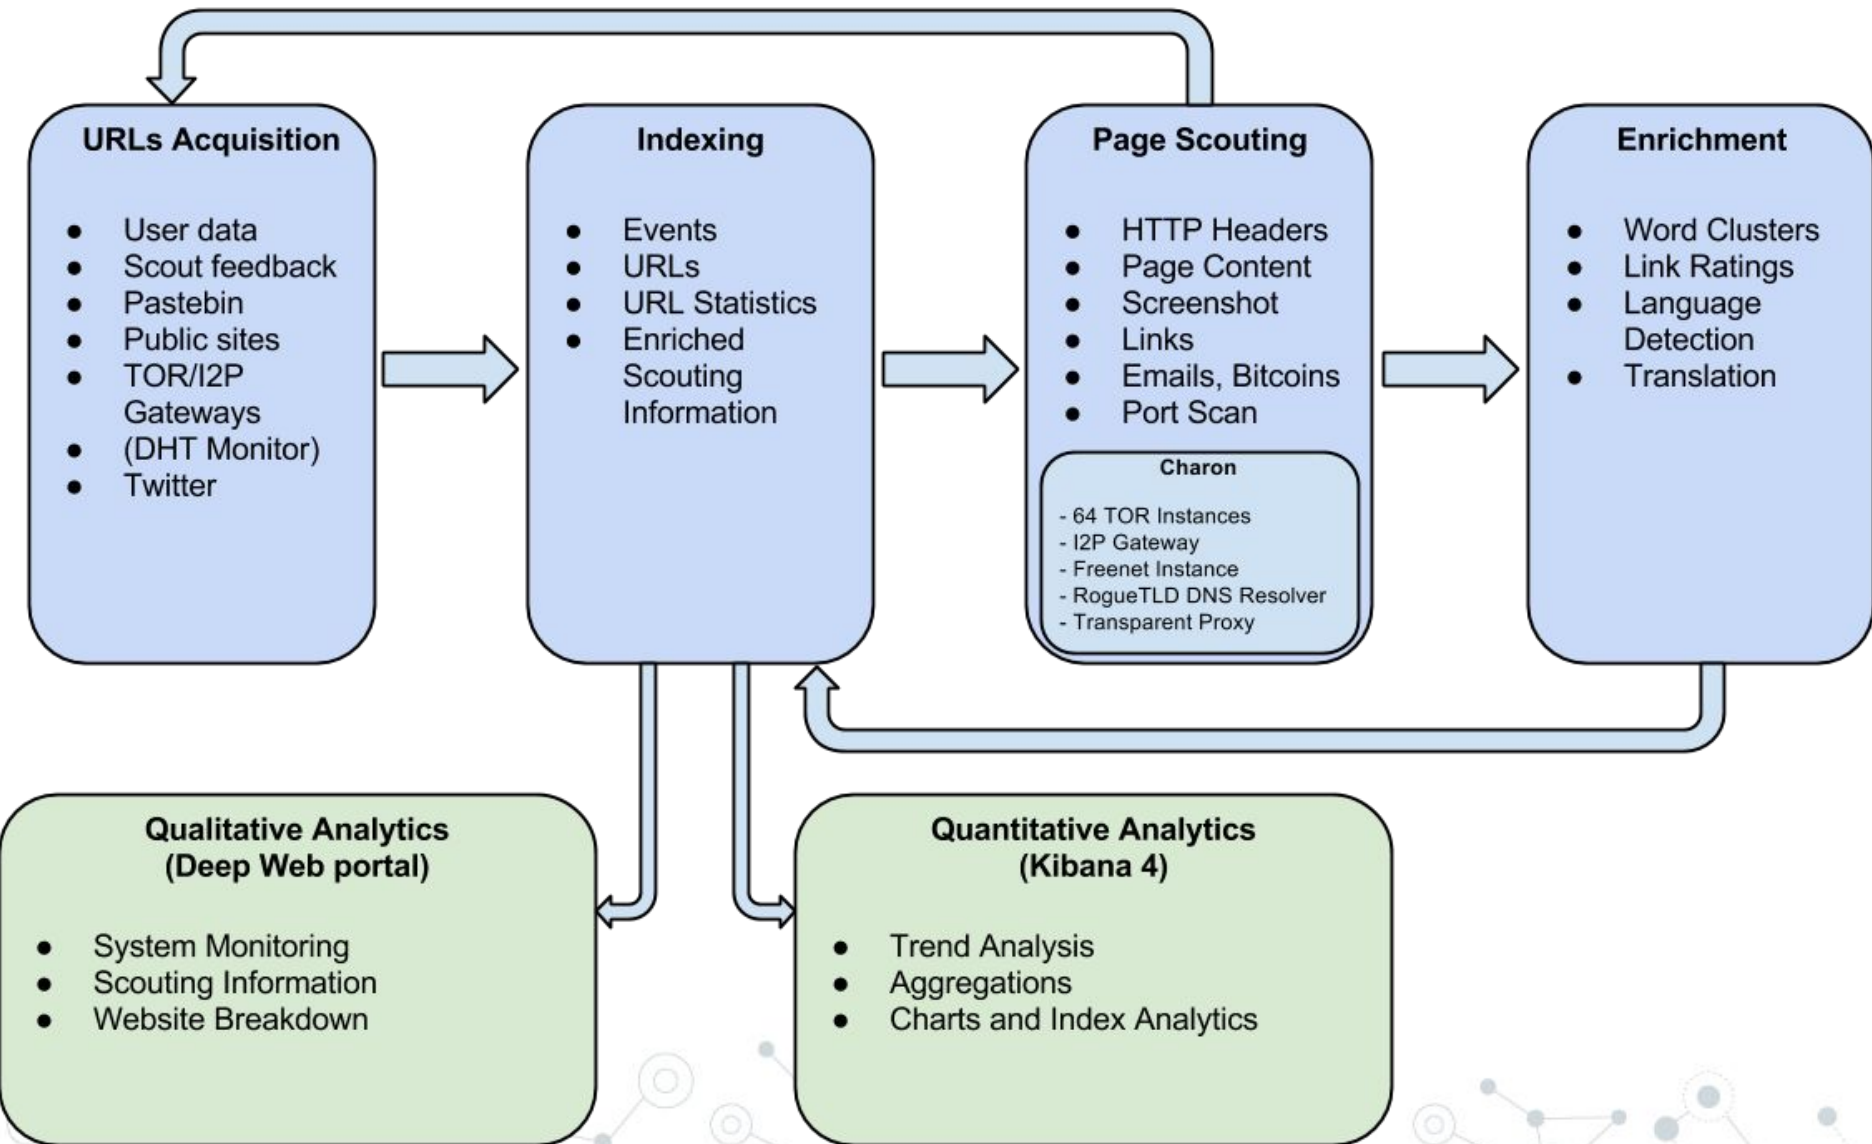 URLs Acquisition
● User data
● Scout feedback
● Pastebin
● Public sites
● TOR/I2P
Gateways
● (DHT Monitor)
● Twitter
Indexing
● Events
● URLs
● URL Statistics
● Enriched
Scouting
Information
Page Scouting
● HTTP Headers
● Page Content
● Screenshot
● Links
● Emails, Bitcoins
● Port Scan
Charon
- 64 TOR Instances
- I2P Gateway
- Freenet Instance
- RogueTLD DNS Resolver
- Transparent Proxy
Enrichment
● Word Clusters
● Link Ratings
● Language
Detection
● Translation
Qualitative Analytics
(Deep Web portal)
● System Monitoring
● Scouting Information
● Website Breakdown
Quantitative Analytics
(Kibana 4)
● Trend Analysis
● Aggregations
● Charts and Index Analytics